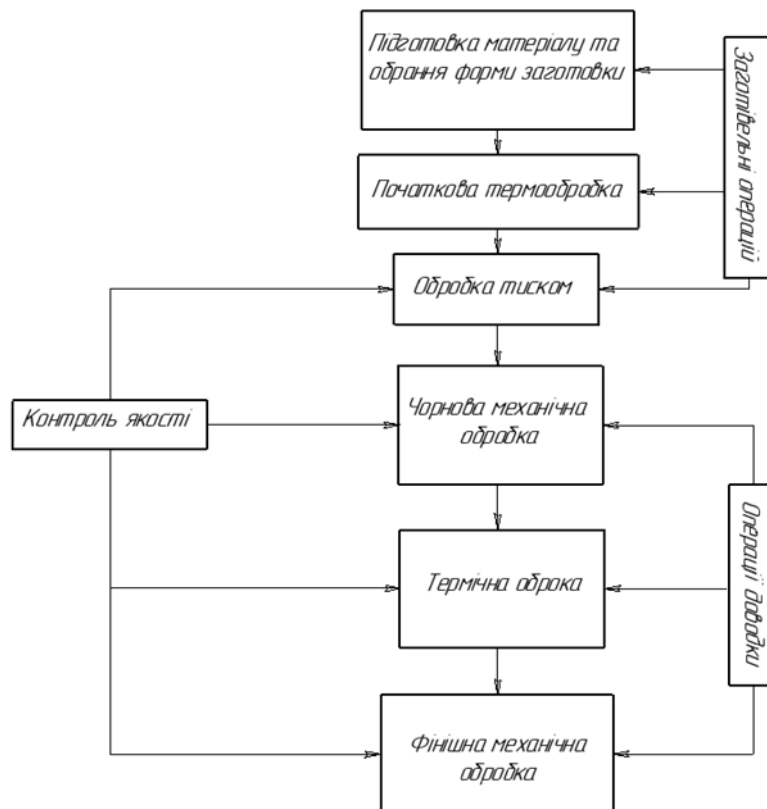 Підготовка матеріалу та
обрання форми заготовки
Заготівельні операцій
Початкова термообробка
Обробка тиском
Чорнова механічна
обробка
Контроль якості
Операції доводки
Термічна оброка
Фінішна механічна
обробка